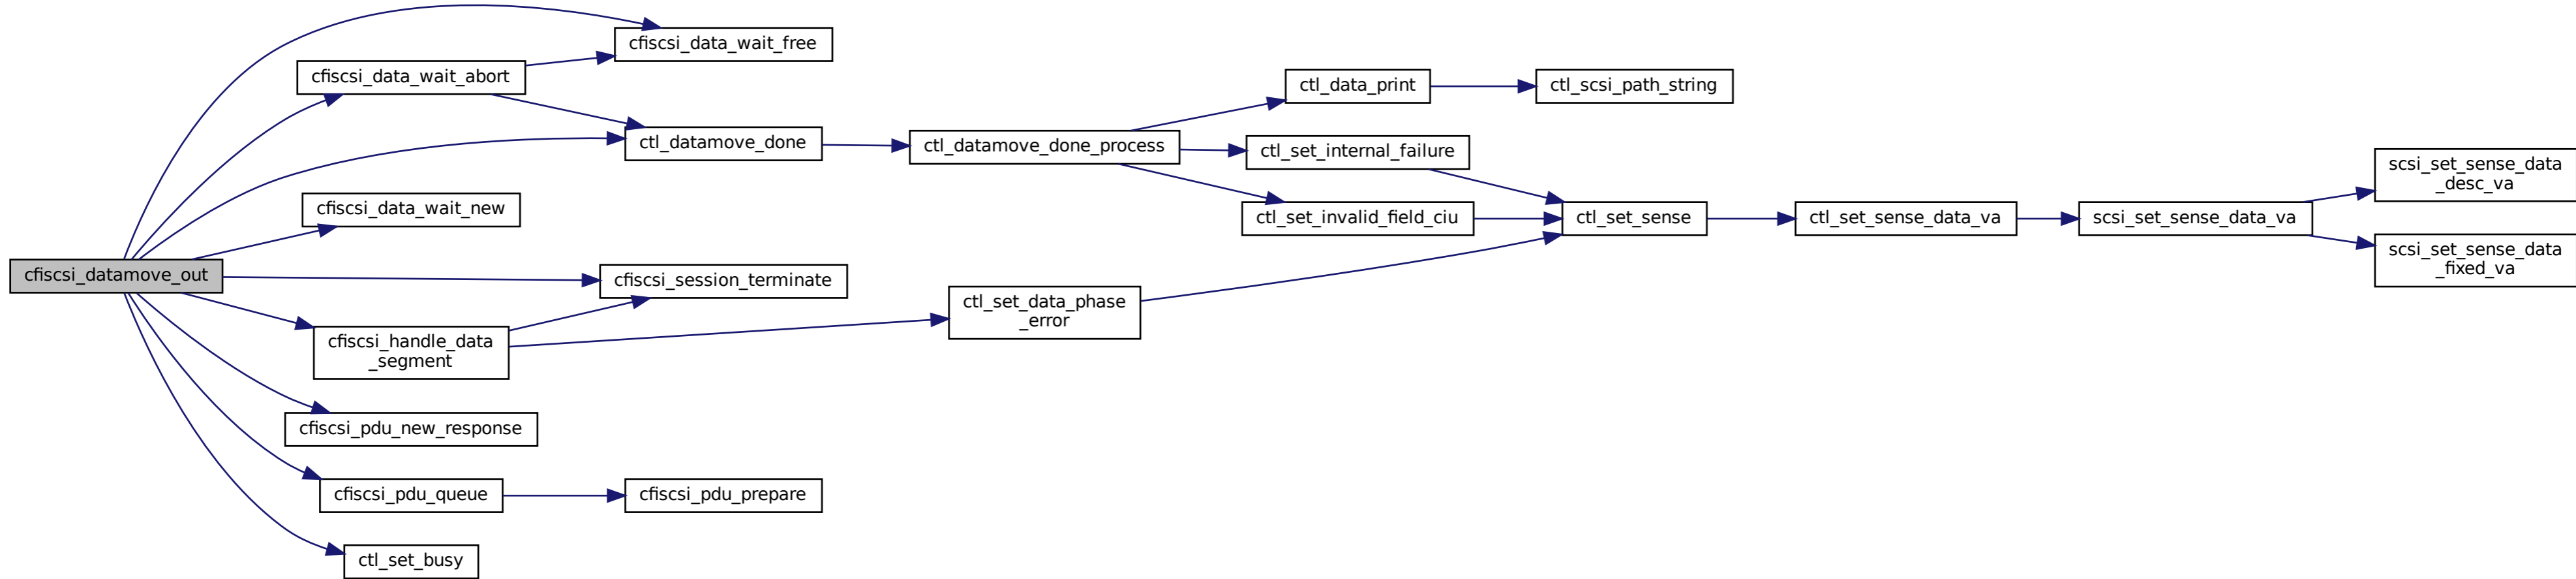 cfiscsi_datamove_out
cfiscsi_data_wait_free
cfiscsi_data_wait_abort
ctl_datamove_done
cfiscsi_data_wait_new
cfiscsi_session_terminate
cfiscsi_handle_data
_segment
cfiscsi_pdu_new_response
cfiscsi_pdu_queue
cfiscsi_pdu_prepare
ctl_set_busy
ctl_datamove_done_process
ctl_set_data_phase
_error
ctl_data_print
ctl_scsi_path_string
ctl_set_internal_failure
ctl_set_invalid_field_ciu
ctl_set_sense
ctl_set_sense_data_va
scsi_set_sense_data_va
scsi_set_sense_data
_desc_va
scsi_set_sense_data
_fixed_va